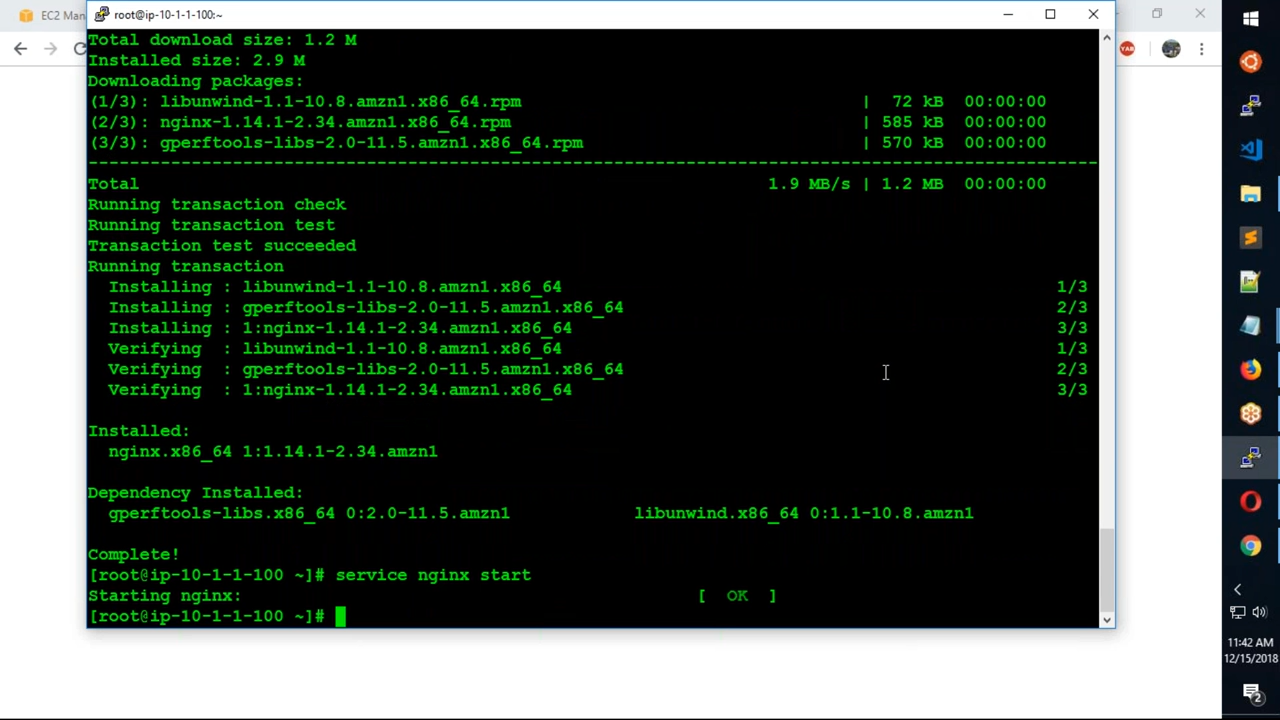 EC2 Man
root@ip-10-1-1-100:~
Total download size: 1.2 M
Installed size: 2.9 M
Downloading packages:
(1/3): libunwind-1.1-10.8.amzn1.x86_64.rpm | 72 kB 00:00:00
(2/3): nginx-1.14.1-2.34.amzn1.x86_64.rpm | 585 kB 00:00:00
(3/3): gperftools-libs-2.0-11.5.amzn1.x86_64.rpm | 570 kB 00:00:00
--------------------------------------------------------------------------------------------------
Total 1.9 MB/s | 1.2 MB 00:00:00
Running transaction check
Running transaction test
Transaction test succeeded
Running transaction
Installing : libunwind-1.1-10.8.amzn1.x86_64 1/3
Installing : gperftools-libs-2.0-11.5.amzn1.x86_64 2/3
Installing : 1:nginx-1.14.1-2.34.amzn1.x86_64 3/3
Verifying : libunwind-1.1-10.8.amzn1.x86_64 1/3
Verifying : gperftools-libs-2.0-11.5.amzn1.x86_64 2/3
Verifying : 1:nginx-1.14.1-2.34.amzn1.x86_64 3/3
Installed:
nginx.x86_64 1:1.14.1-2.34.amzn1
Dependency Installed:
gperftools-libs.x86_64 0:2.0-11.5.amzn1 libunwind.x86_64 0:1.1-10.8.amzn1
Complete!
[root@ip-10-1-1-100 ~]# service nginx start
Starting nginx: [ OK ]
[root@ip-10-1-1-100 ~]#
YAB
11:42 AM
12/15/2018
2